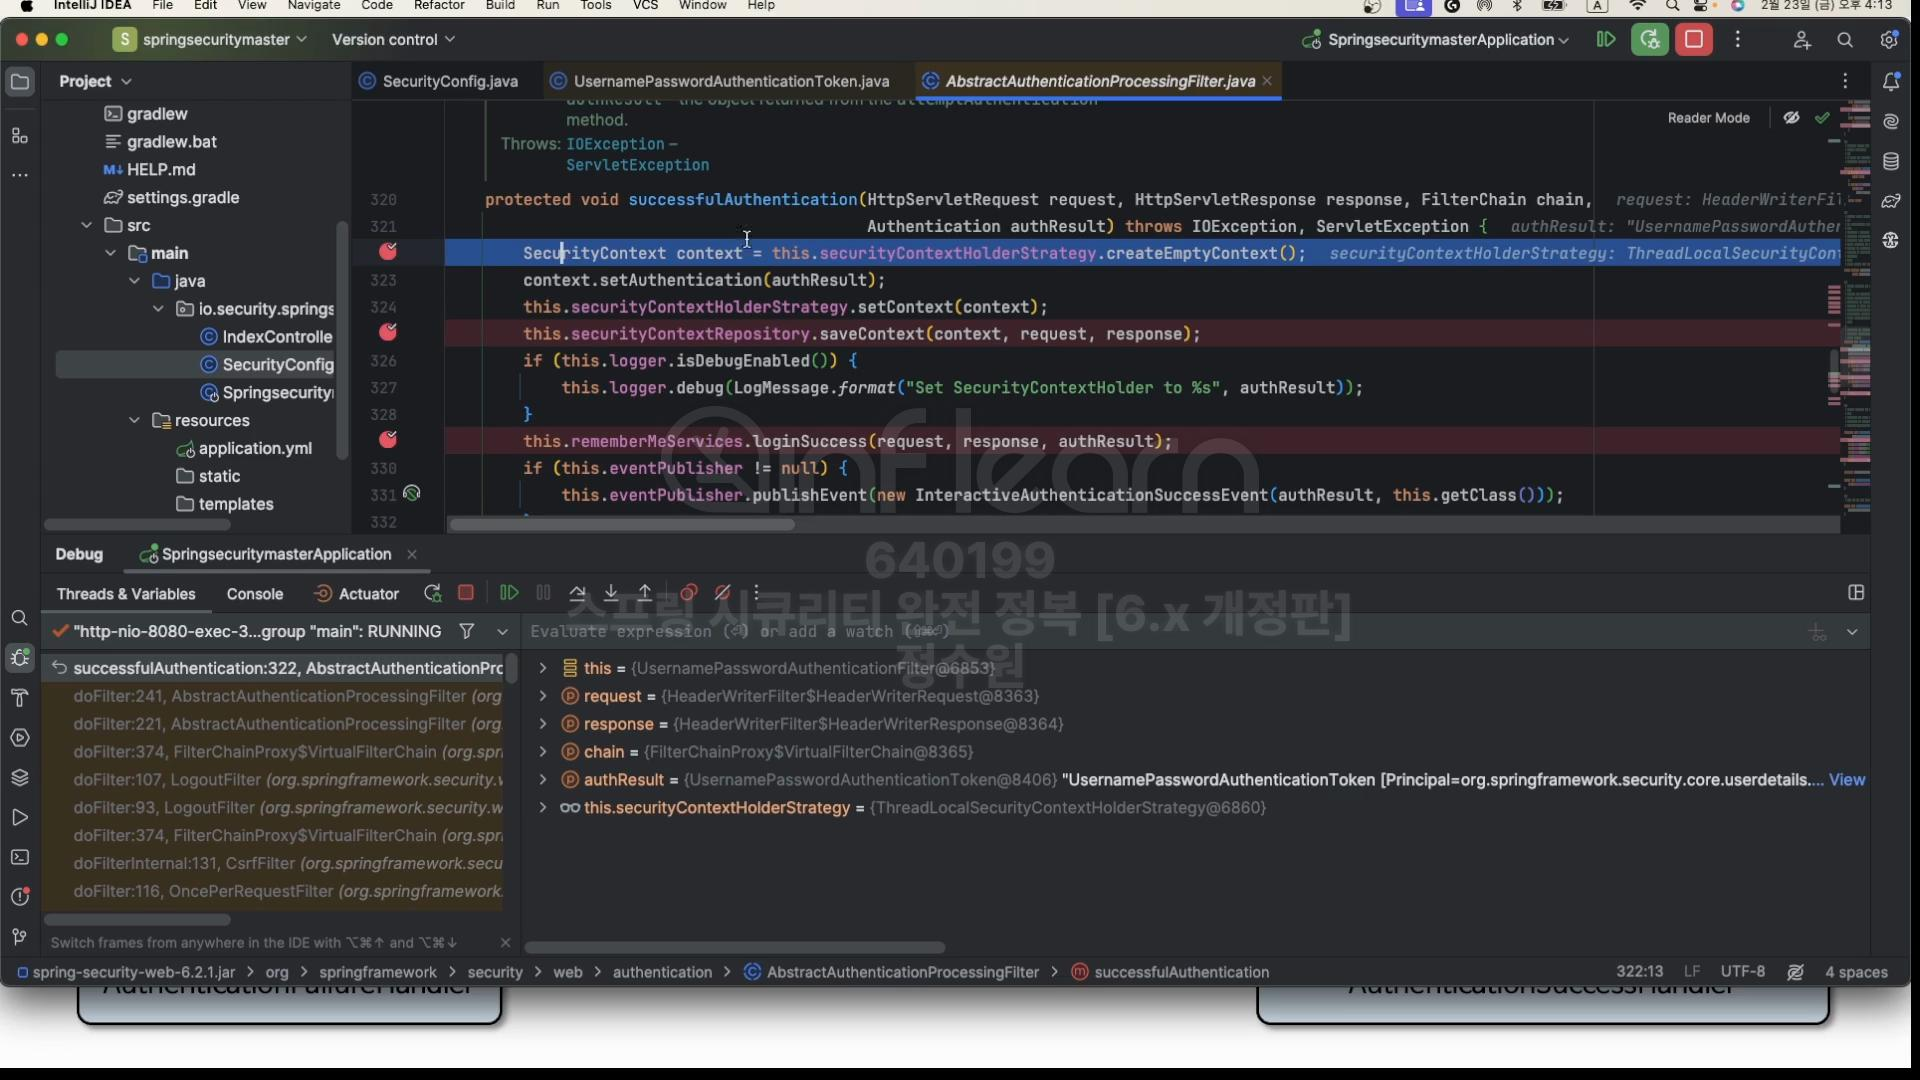 IntelliJ IDEA File Edit View Navigate Code Refactor Build Run Tools VCS Window Help A 2월 23일 (금) 오후 4:13
S springsecuritymaster Version control SpringsecuritymasterApplication
Project SecurityConfig.java UsernamePasswordAuthenticationToken.java AbstractAuthenticationProcessingFilter.java
gradlew
gradlew.bat
M↓ HELP.md
settings.gradle
src
main
java
io.security.springs
IndexControlle
SecurityConfig
Springsecurity
resources
application.yml
static
templates
authResult – the object returned from the attemptAuthentication
method.
Throws: IOException –
ServletException
Reader Mode
320 protected void successfulAuthentication(HttpServletRequest request, HttpServletResponse response, FilterChain chain, request: HeaderWriterFil
321 Authentication authResult) throws IOException, ServletException { authResult: "UsernamePasswordAuthen
SecurityContext context = this.securityContextHolderStrategy.createEmptyContext(); securityContextHolderStrategy: ThreadLocalSecurityCon
323 context.setAuthentication(authResult);
324 this.securityContextHolderStrategy.setContext(context);
this.securityContextRepository.saveContext(context, request, response);
326 if (this.logger.isDebugEnabled()) {
327 this.logger.debug(LogMessage.format("Set SecurityContextHolder to %s", authResult));
328 }
this.rememberMeServices.loginSuccess(request, response, authResult);
330 if (this.eventPublisher != null) {
331 this.eventPublisher.publishEvent(new InteractiveAuthenticationSuccessEvent(authResult, this.getClass()));
332
inflearn
640199
스프링 시큐리티 완전 정복 [6.x 개정판]
정수원
Debug SpringsecuritymasterApplication
Threads & Variables Console Actuator
"http-nio-8080-exec-3...group "main": RUNNING
Evaluate expression (⏎) or add a watch (⇧⌘⏎)
successfulAuthentication:322, AbstractAuthenticationPro
doFilter:241, AbstractAuthenticationProcessingFilter (org
doFilter:221, AbstractAuthenticationProcessingFilter (org
doFilter:374, FilterChainProxy$VirtualFilterChain (org.spri
doFilter:107, LogoutFilter (org.springframework.security.w
doFilter:93, LogoutFilter (org.springframework.security.w
doFilter:374, FilterChainProxy$VirtualFilterChain (org.spri
doFilterInternal:131, CsrfFilter (org.springframework.secu
doFilter:116, OncePerRequestFilter (org.springframework.
Switch frames from anywhere in the IDE with ⌥⌘↑ and ⌥⌘↓
this = {UsernamePasswordAuthenticationFilter@6853}
request = {HeaderWriterFilter$HeaderWriterRequest@8363}
response = {HeaderWriterFilter$HeaderWriterResponse@8364}
chain = {FilterChainProxy$VirtualFilterChain@8365}
authResult = {UsernamePasswordAuthenticationToken@8406} "UsernamePasswordAuthenticationToken [Principal=org.springframework.security.core.userdetails.... View
this.securityContextHolderStrategy = {ThreadLocalSecurityContextHolderStrategy@6860}
spring-security-web-6.2.1.jar > org > springframework > security > web > authentication > AbstractAuthenticationProcessingFilter > successfulAuthentication 322:13 LF UTF-8 4 spaces
AuthenticationFailureHandler
AuthenticationSuccessHandler